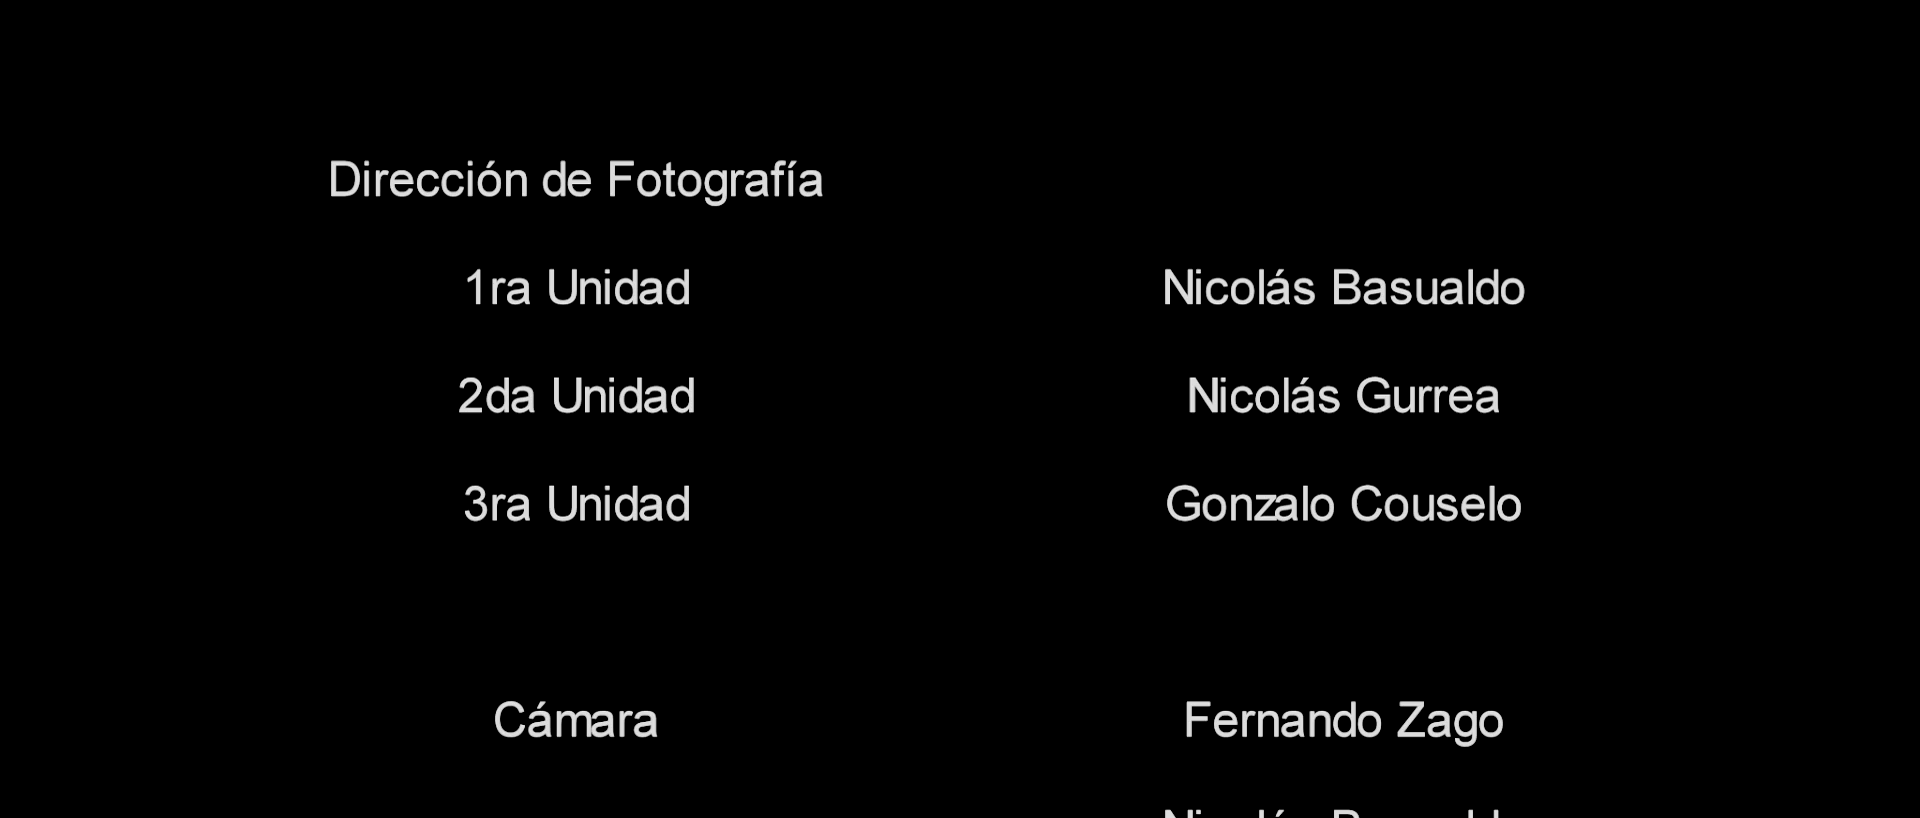 Dirección de Fotografía
1ra Unidad Nicolás Basualdo
2da Unidad Nicolás Gurrea
3ra Unidad Gonzalo Couselo
Cámara Fernando Zago